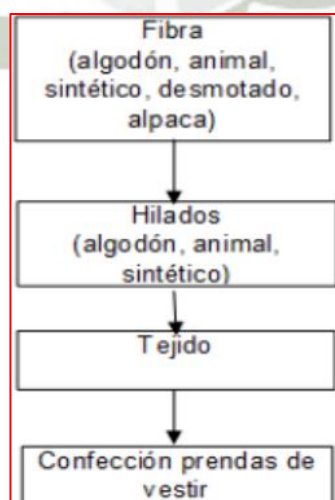 Fibra
(algodón, animal,
sintético, desmotado,
alpaca)
Hilados
(algodón, animal,
sintético)
Tejido
Confección prendas de
vestir